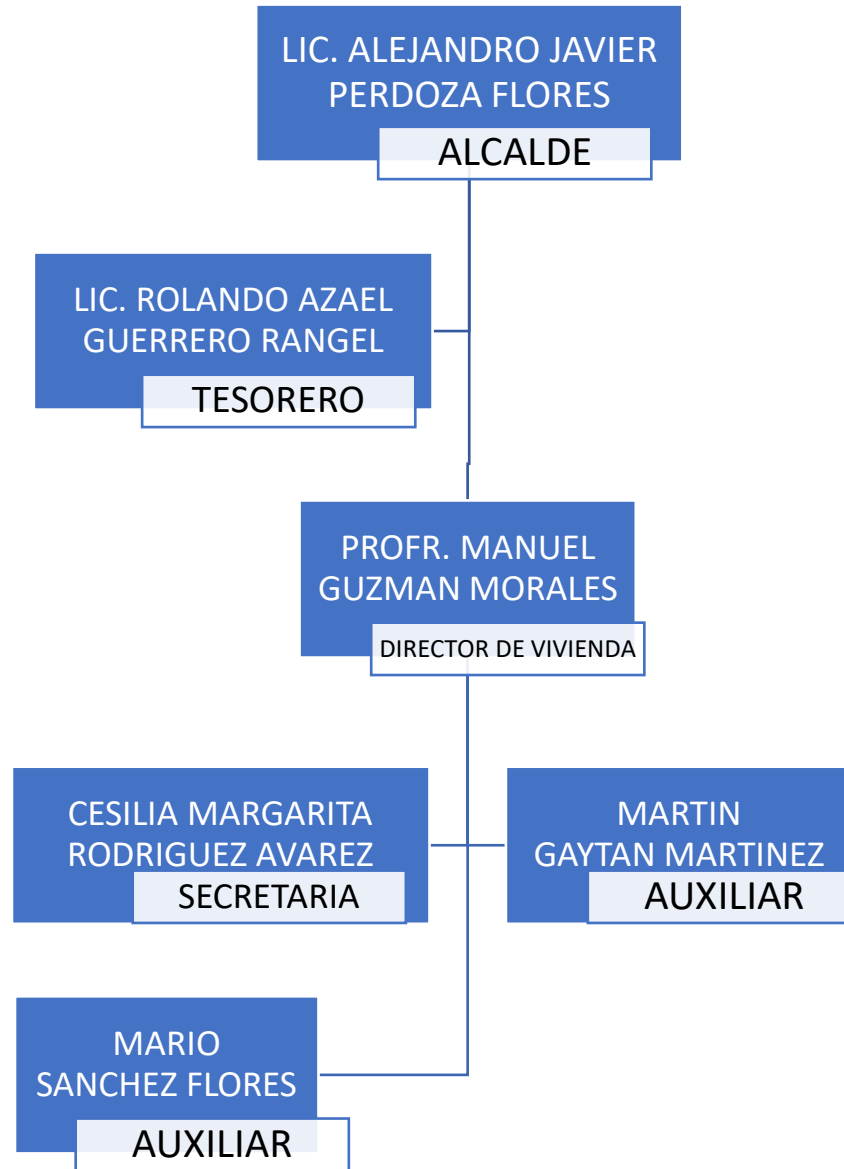 LIC. ALEJANDRO JAVIER
PERDOZA FLORES
ALCALDE
LIC. ROLANDO AZAEL
GUERRERO RANGEL
TESORERO
PROFR. MANUEL
GUZMAN MORALES
DIRECTOR DE VIVIENDA
CESILIA MARGARITA
RODRIGUEZ AVAREZ
SECRETARIA
MARTIN
GAYTAN MARTINEZ
AUXILIAR
MARIO
SANCHEZ FLORES
AUXILIAR